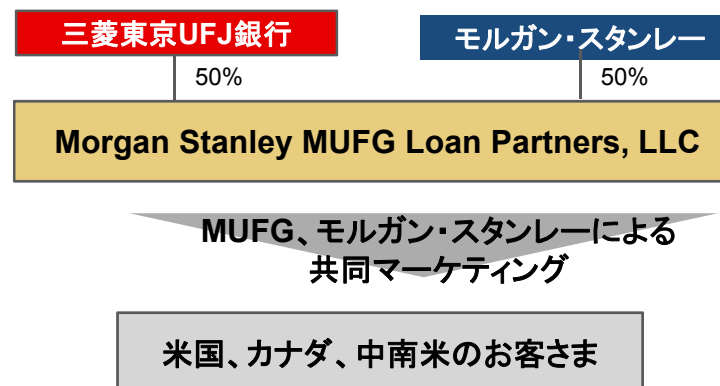 三菱東京UFJ銀行
モルガン・スタンレー
50%
50%
Morgan Stanley MUFG Loan Partners, LLC
MUFG、モルガン・スタンレーによる
共同マーケティング
米国、カナダ、中南米のお客さま